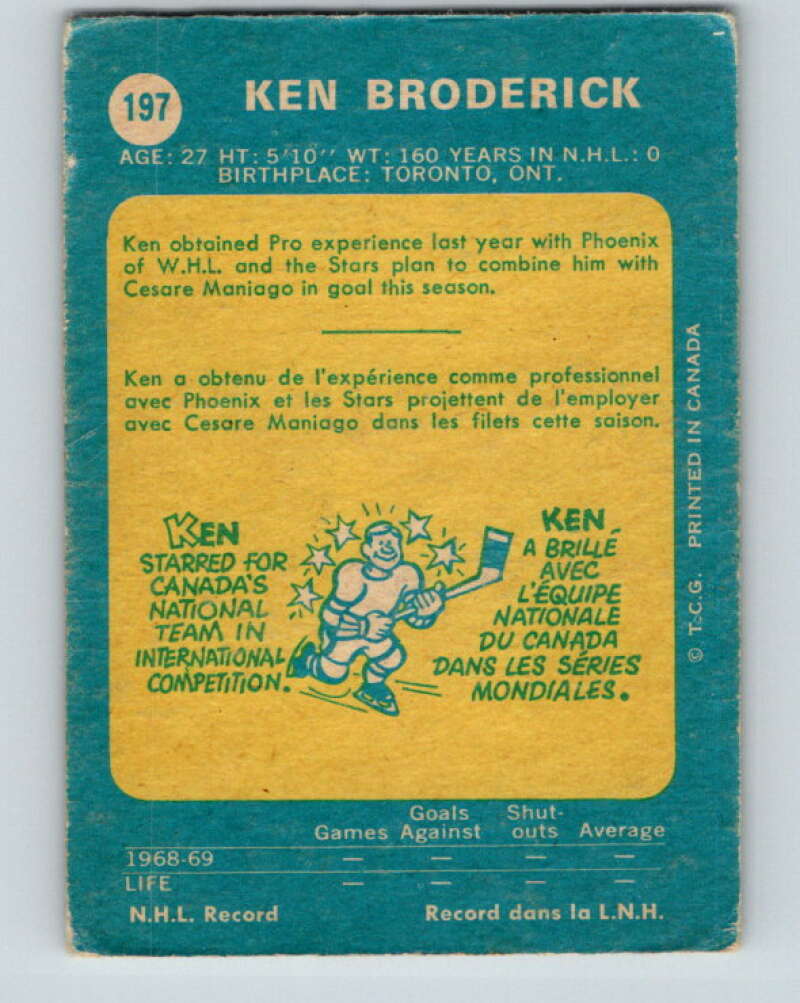 197
KEN BRODERICK
AGE: 27 HT: 5'10'' WT: 160 YEARS IN N.H.L.: 0
BIRTHPLACE: TORONTO, ONT.
Ken obtained Pro experience last year with Phoenix
of W.H.L. and the Stars plan to combine him with
Cesare Maniago in goal this season.
Ken a obtenu de l'expérience comme professionnel
avec Phoenix et les Stars projettent de l'employer
avec Cesare Maniago dans les filets cette saison.
KEN
STARRED FOR
CANADA'S
NATIONAL
TEAM IN
INTERNATIONAL
COMPETITION.
KEN
A BRILLÉ
AVEC
L'ÉQUIPE
NATIONALE
DU CANADA
DANS LES SÉRIES
MONDIALES.
© T.C.G. PRINTED IN CANADA
Goals Shut-
Games Against outs Average
1968-69 — — — —
LIFE — — — —
N.H.L. Record Record dans la L.N.H.